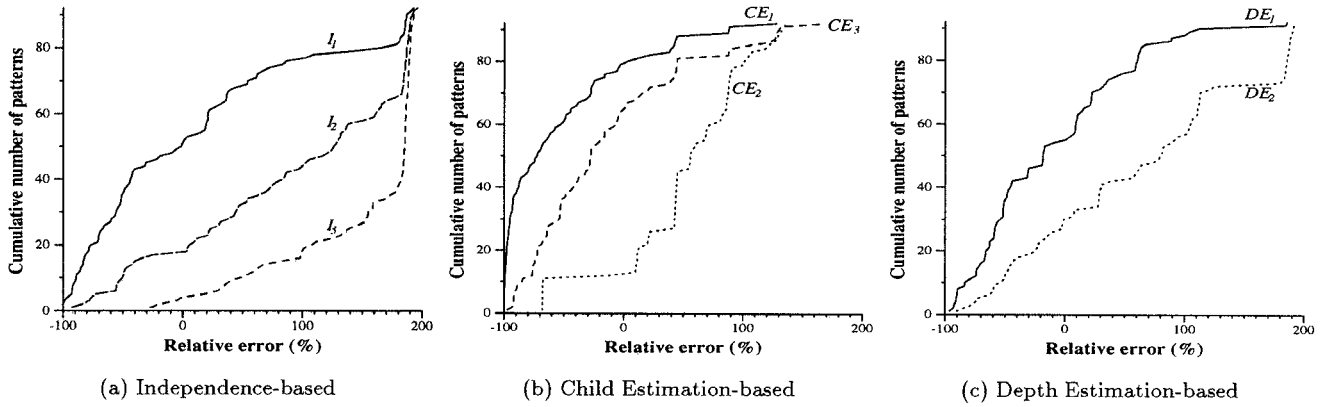 Cumulative number of patterns
80
60
40
20
0
I1
I2
I3
-100
0
100
200
Relative error (%)
(a) Independence-based
Cumulative number of patterns
80
60
40
20
0
CE1
CE3
CE2
-100
0
100
200
Relative error (%)
(b) Child Estimation-based
Cumulative number of patterns
80
60
40
20
0
DE1
DE2
-100
0
100
200
Relative error (%)
(c) Depth Estimation-based